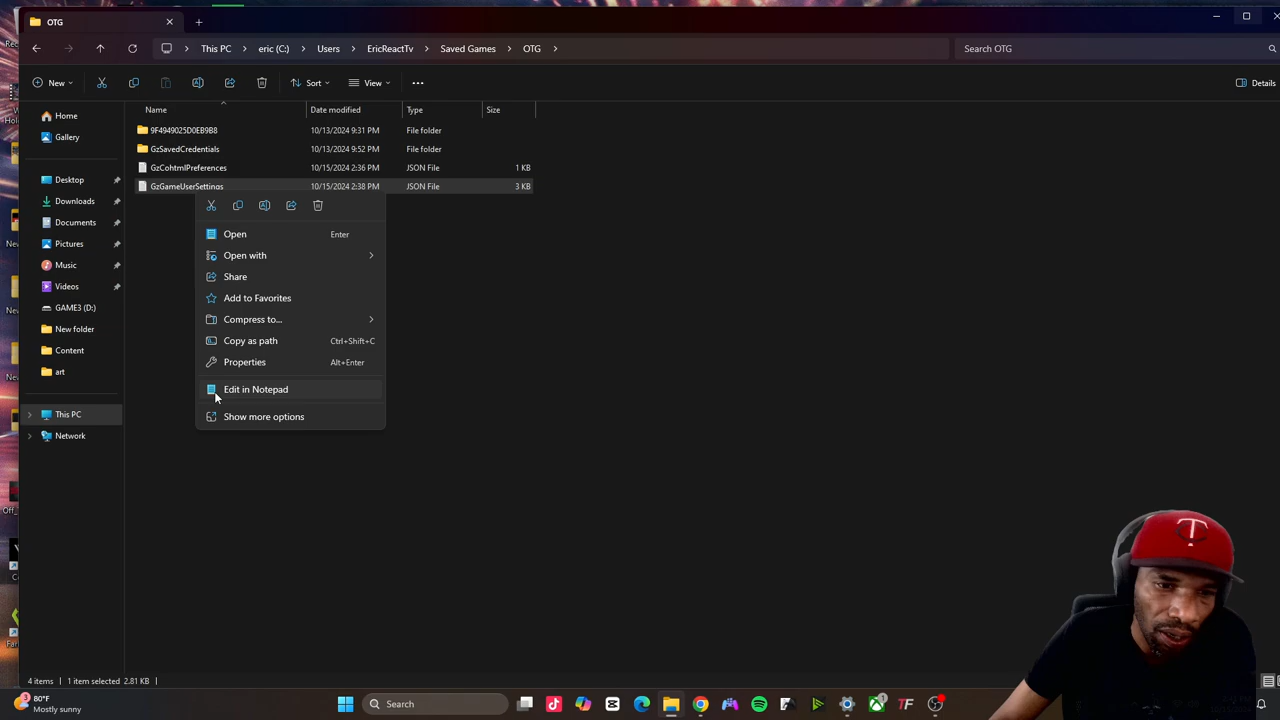 OTG
This PC
eric (C:)
Users
EricReactTv
Saved Games
OTG
Search OTG
New
Sort
View
Details
Name
Date modified
Type
Size
9F4949025D0EB9B8 10/13/2024 9:31 PM File folder
GzSavedCredentials 10/13/2024 9:52 PM File folder
GzCohtmlPreferences 10/15/2024 2:36 PM JSON File 1 KB
GzGameUserSettings 10/15/2024 2:38 PM JSON File 3 KB
Home
Gallery
Desktop
Downloads
Documents
Pictures
Music
Videos
GAME3 (D:)
New folder
Content
art
This PC
Network
Open Enter
Open with
Share
Add to Favorites
Compress to...
Copy as path Ctrl+Shift+C
Properties Alt+Enter
Edit in Notepad
Show more options
4 items
1 item selected 2.81 KB
3
80°F
Mostly sunny
Search
TF
1
T